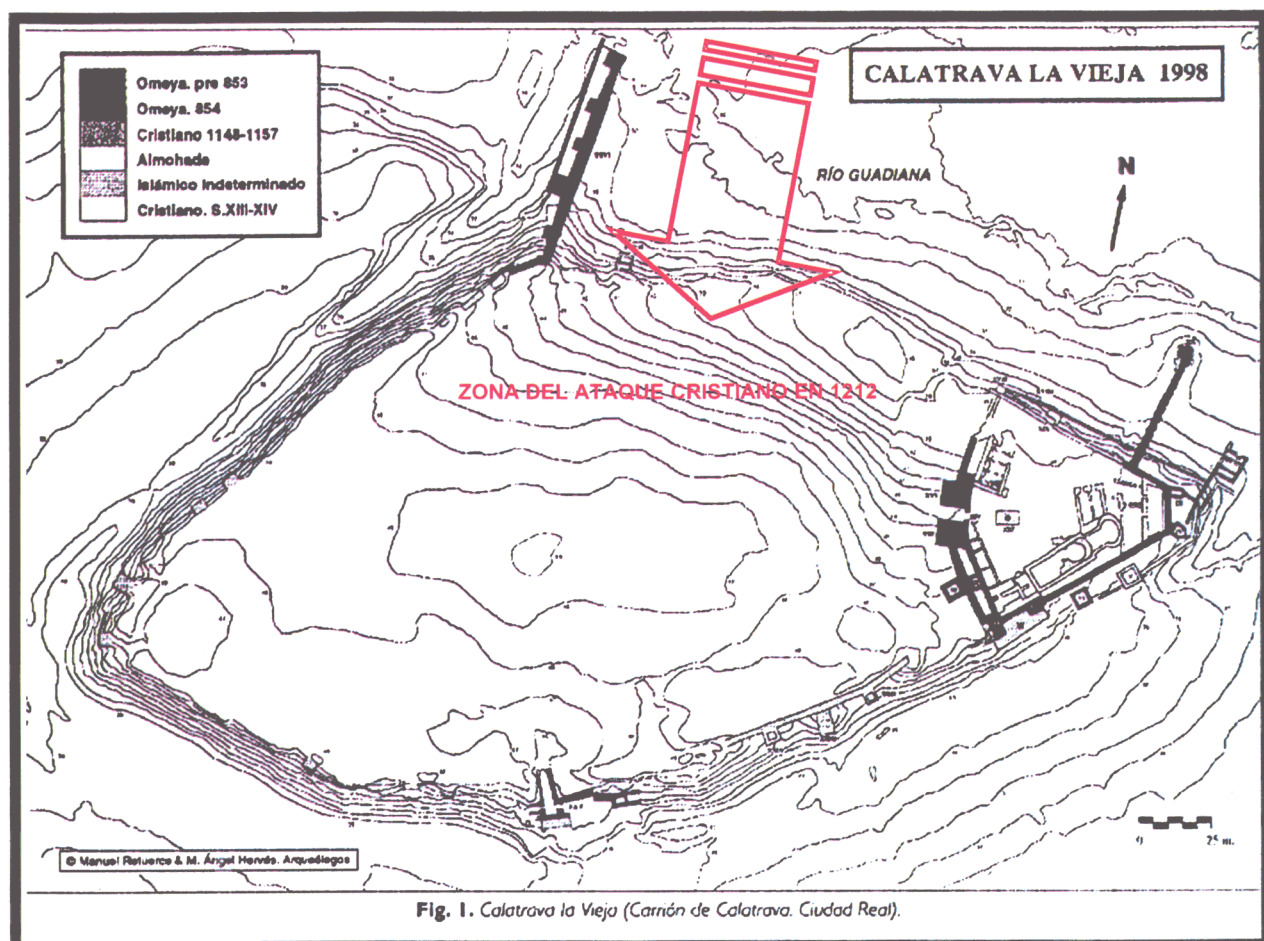 CALATRAVA LA VIEJA 1998
Omeya. pre 853
Omeya. 854
Cristiano 1148-1157
Almohade
Islámico Indeterminado
Cristiano. S.XIII-XIV
RÍO GUADIANA
N
ZONA DEL ATAQUE CRISTIANO EN 1212
0 25 m.
© Manuel Retuerce & M. Ángel Hervás. Arqueólogos
Fig. 1. Calatrava la Vieja (Carrión de Calatrava. Ciudad Real).